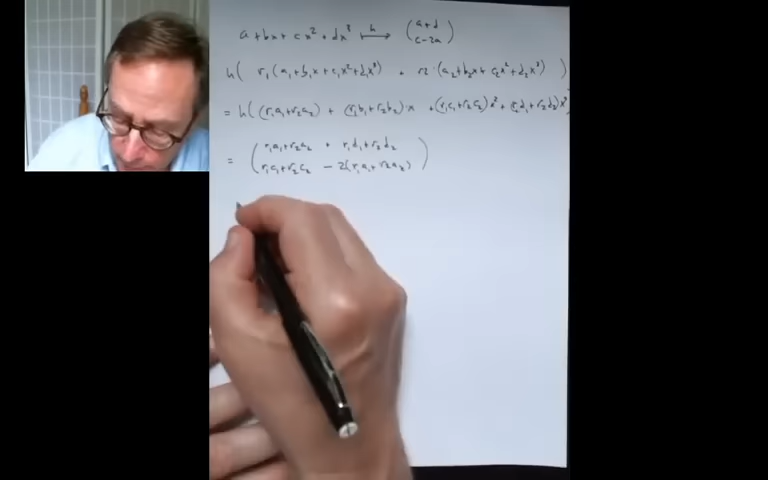 a + bx + cx² + dx³ ⟼ʰ (a+d c−2a)
h( r₁(a₁+b₁x+c₁x²+d₁x³) + r₂·(a₂+b₂x+c₂x²+d₂x³) )
= h( (r₁a₁+r₂a₂) + (r₁b₁+r₂b₂)·x + (r₁c₁+r₂c₂)x² + (r₁d₁+r₂d₂)x³
= ( r₁a₁+r₂a₂ + r₁d₁+r₂d₂
r₁c₁+r₂c₂ − 2(r₁a₁+r₂a₂) )